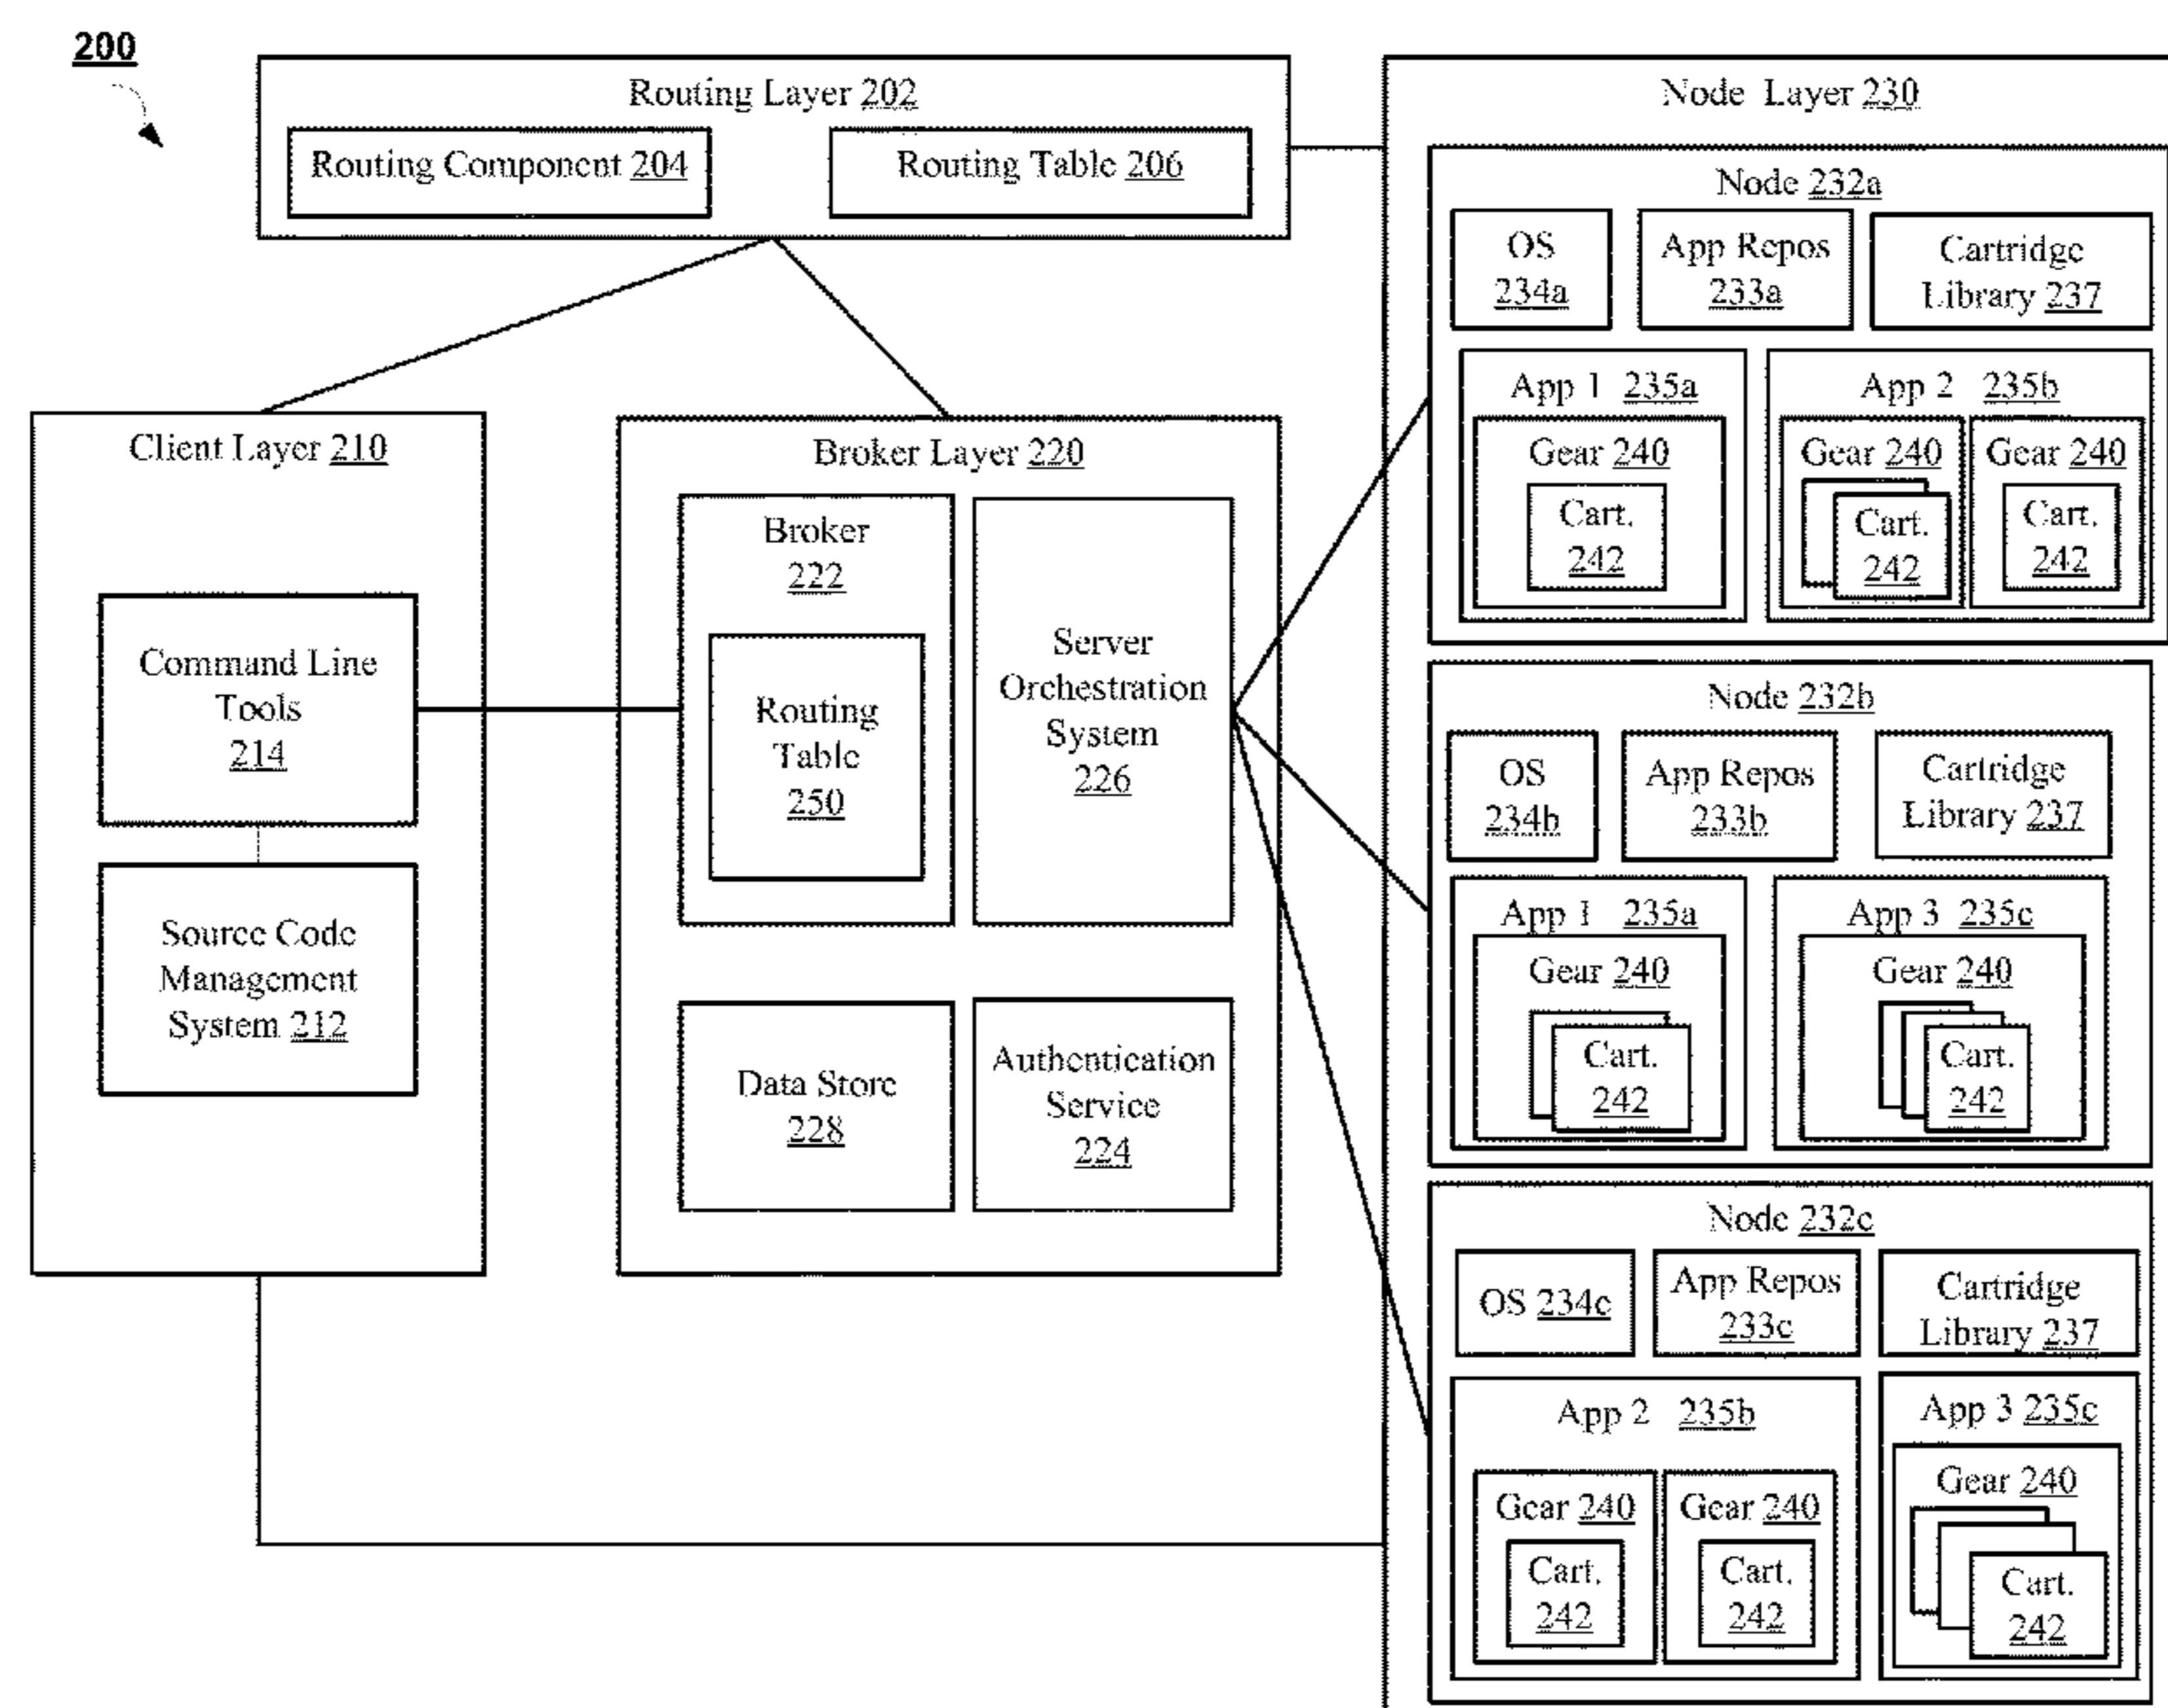 200
Routing Layer 202
Routing Component 204
Routing Table 206
Client Layer 210
Command Line
Tools
214
Source Code
Management
System 212
Broker Layer 220
Broker
222
Routing
Table
250
Server
Orchestration
System
226
Data Store
228
Authentication
Service
224
Node Layer 230
Node 232a
OS
234a
App Repos
233a
Cartridge
Library 237
App 1 235a
Gear 240
Cart.
242
App 2 235b
Gear 240
Cart.
242
Gear 240
Cart.
242
Node 232b
OS
234b
App Repos
233b
Cartridge
Library 237
App 1 235a
Gear 240
Cart.
242
App 3 235c
Gear 240
Cart.
242
Node 232c
OS 234c
App Repos
233c
Cartridge
Library 237
App 2 235b
Gear 240
Cart.
242
Gear 240
Cart.
242
App 3 235c
Gear 240
Cart.
242